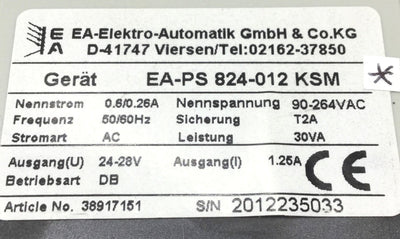 EA EA-Elektro-Automatik GmbH & Co.KG
D-41747 Viersen/Tel:02162-37850
Gerät EA-PS 824-012 KSM
Nennstrom 0.6/0.26A Nennspannung 90-264VAC
Frequenz 50/60Hz Sicherung T2A
Stromart AC Leistung 30VA
Ausgang(U) 24-28V Ausgang(I) 1.25A CE
Betriebsart DB
Article No. 38917151 S/N 2012235033